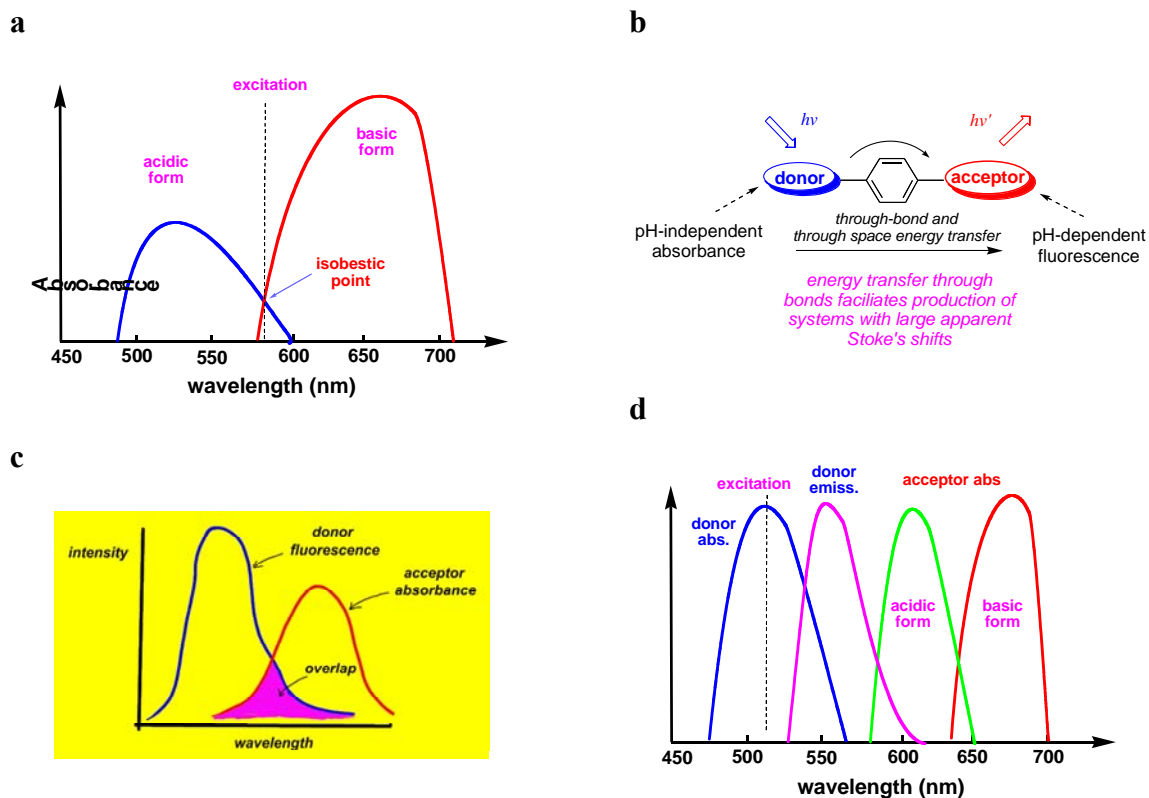 a
excitation
acidic
form
basic
form
isobestic
point
Absorbance
450 500 550 600 650 700
wavelength (nm)
b
hν
hν'
donor
acceptor
pH-independent
absorbance
through-bond and
through space energy transfer
pH-dependent
fluorescence
energy transfer through
bonds faciliates production of
systems with large apparent
Stoke's shifts
c
intensity
donor
fluorescence
acceptor
absorbance
overlap
wavelength
d
excitation
donor
abs.
donor
emiss.
acceptor abs
acidic
form
basic
form
450 500 550 600 650 700
wavelength (nm)